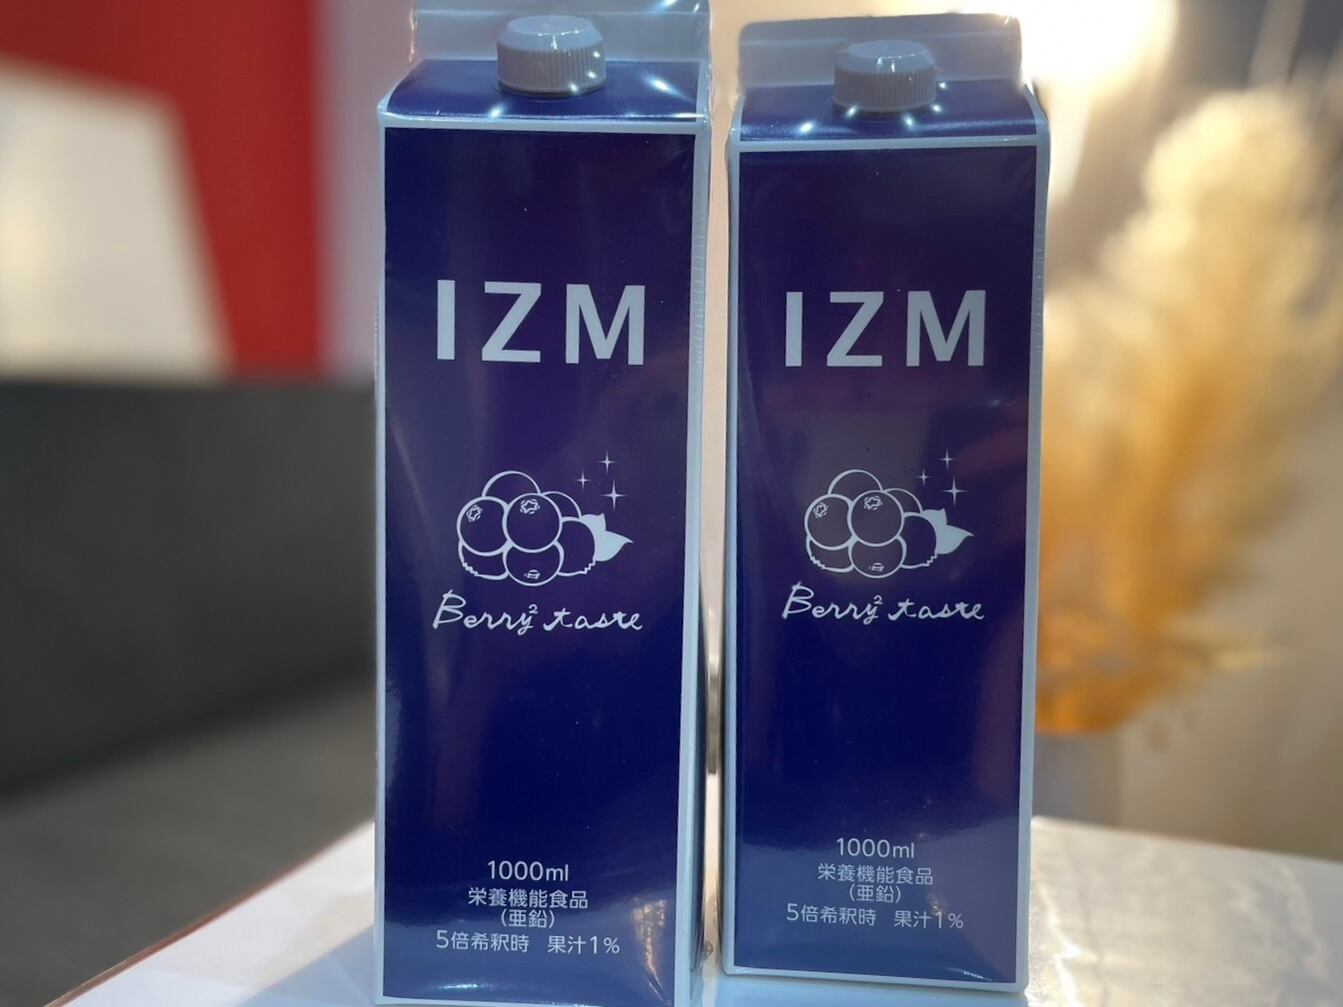 IZM
Berry² taste
1000ml
栄養機能食品
(亜鉛)
5倍希釈時 果汁1%
IZM
Berry² taste
1000ml
栄養機能食品
(亜鉛)
5倍希釈時 果汁1%